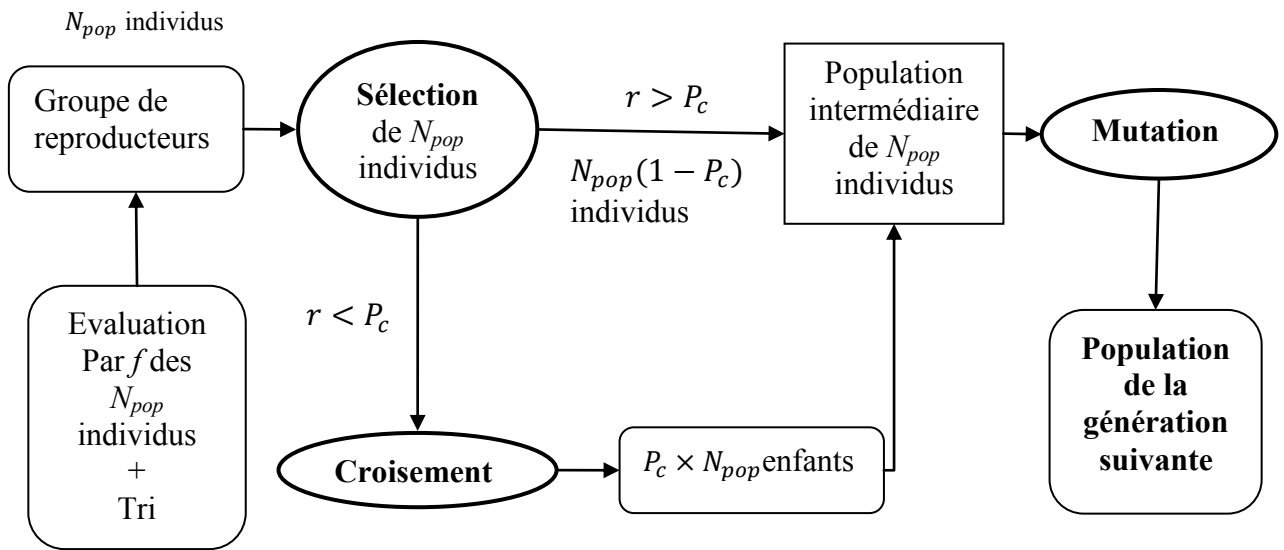 N_pop individus
Groupe de
reproducteurs
Evaluation
Par f des
N_pop
individus
+
Tri
Sélection
de N_pop
individus
r > P_c
N_pop(1 − P_c)
individus
r < P_c
Croisement
P_c × N_pop enfants
Population
intermédiaire
de N_pop
individus
Mutation
Population
de la
génération
suivante